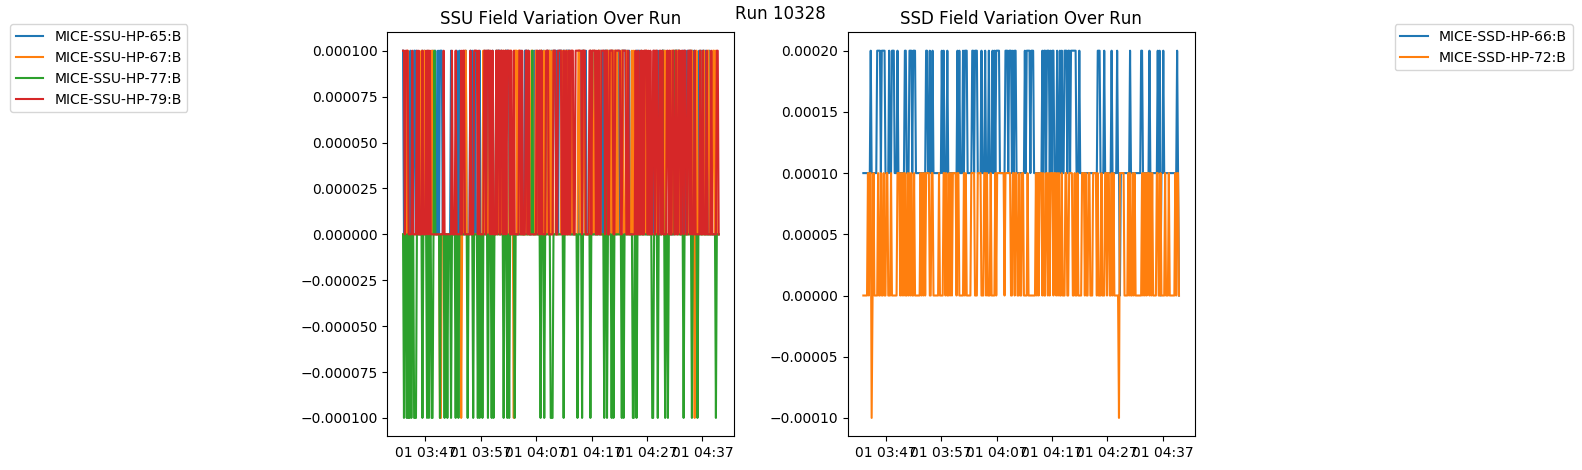 Run 10328
MICE-SSU-HP-65:B
MICE-SSU-HP-67:B
MICE-SSU-HP-77:B
MICE-SSU-HP-79:B
SSU Field Variation Over Run
0.000100
0.000075
0.000050
0.000025
0.000000
−0.000025
−0.000050
−0.000075
−0.000100
01 03:47 01 03:57 01 04:07 01 04:17 01 04:27 01 04:37
SSD Field Variation Over Run
0.00020
0.00015
0.00010
0.00005
0.00000
−0.00005
−0.00010
01 03:47 01 03:57 01 04:07 01 04:17 01 04:27 01 04:37
MICE-SSD-HP-66:B
MICE-SSD-HP-72:B